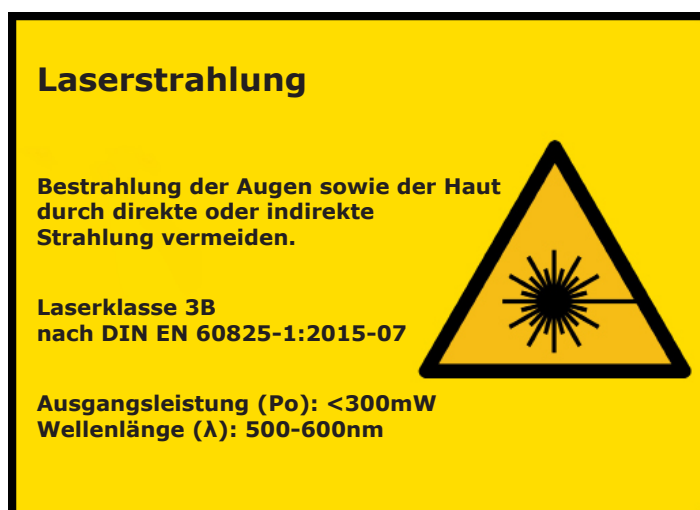 Laserstrahlung
Bestrahlung der Augen sowie der Haut
durch direkte oder indirekte
Strahlung vermeiden.
Laserklasse 3B
nach DIN EN 60825-1:2015-07
Ausgangsleistung (Po): <300mW
Wellenlänge (λ): 500-600nm